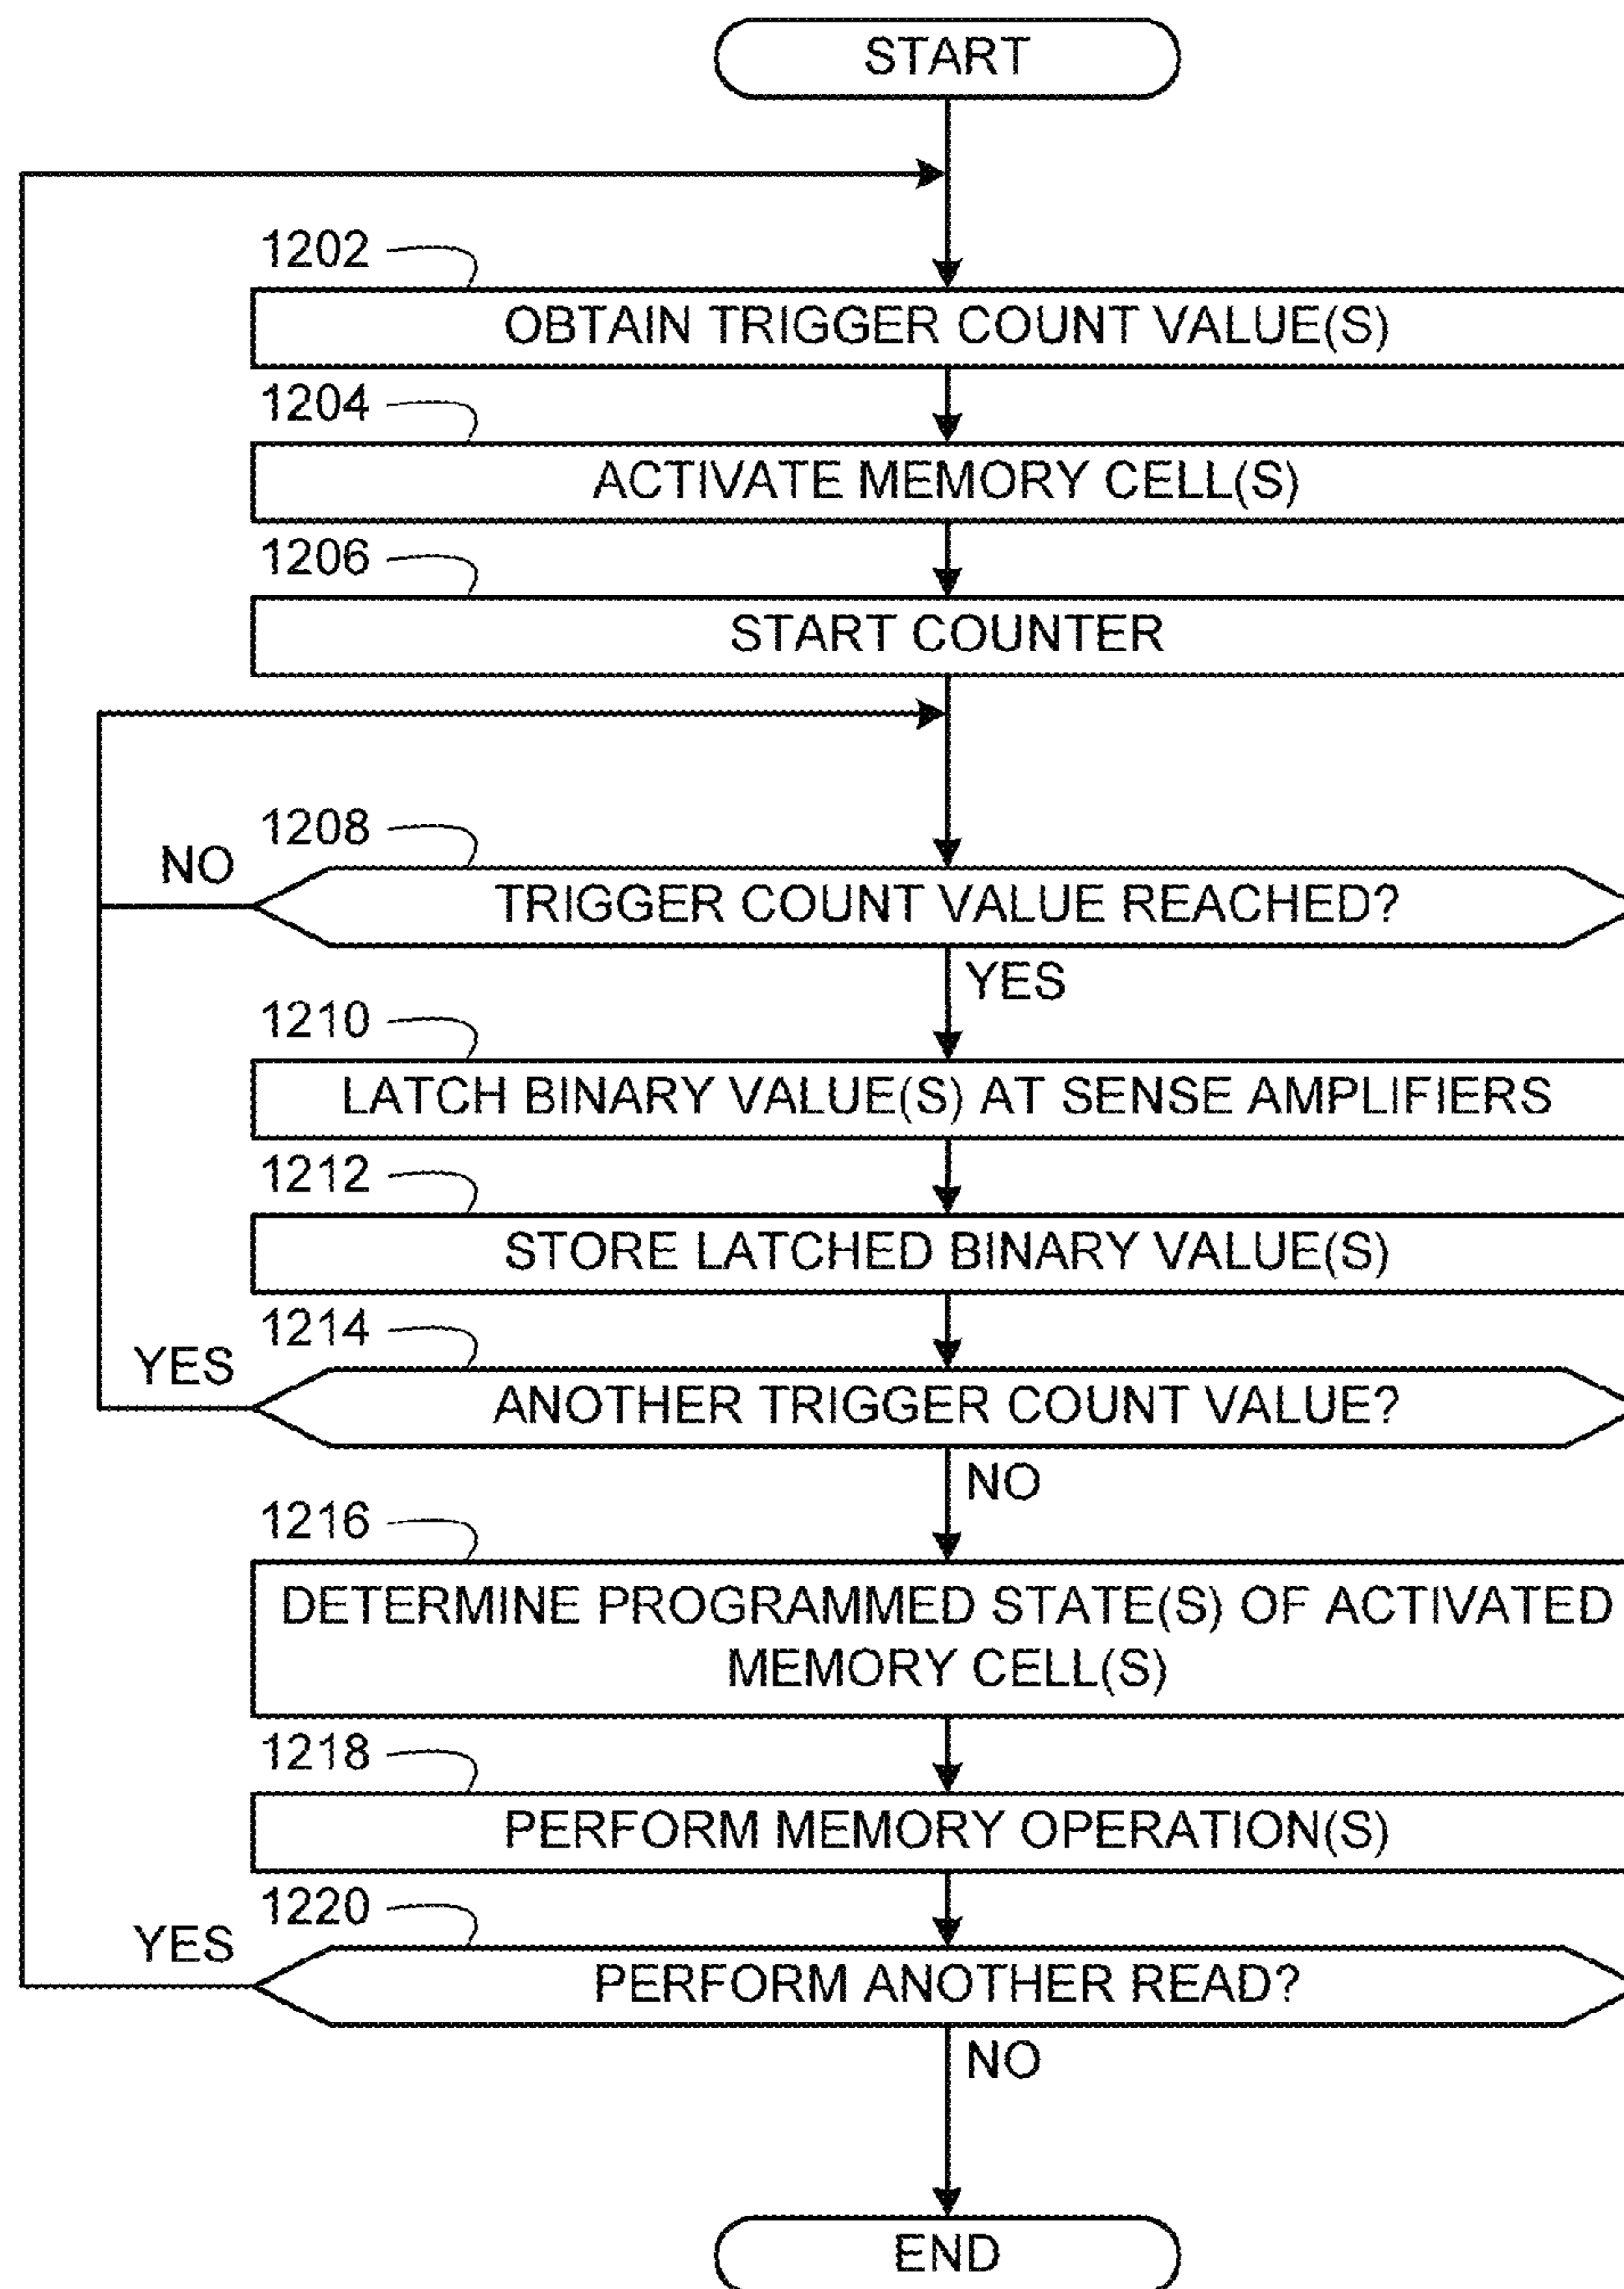 START
1202
OBTAIN TRIGGER COUNT VALUE(S)
1204
ACTIVATE MEMORY CELL(S)
1206
START COUNTER
1208
NO
TRIGGER COUNT VALUE REACHED?
YES
1210
LATCH BINARY VALUE(S) AT SENSE AMPLIFIERS
1212
STORE LATCHED BINARY VALUE(S)
1214
YES
ANOTHER TRIGGER COUNT VALUE?
NO
1216
DETERMINE PROGRAMMED STATE(S) OF ACTIVATED
MEMORY CELL(S)
1218
PERFORM MEMORY OPERATION(S)
1220
YES
PERFORM ANOTHER READ?
NO
END